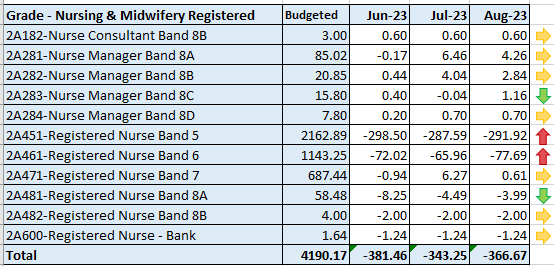 Grade - Nursing & Midwifery Registered Budgeted Jun-23 Jul-23 Aug-23
2A182-Nurse Consultant Band 8B 3.00 0.60 0.60 0.60
2A281-Nurse Manager Band 8A 85.02 -0.17 6.46 4.26
2A282-Nurse Manager Band 8B 20.85 0.44 4.04 2.84
2A283-Nurse Manager Band 8C 15.80 0.40 -0.04 1.16
2A284-Nurse Manager Band 8D 7.80 0.20 0.70 0.70
2A451-Registered Nurse Band 5 2162.89 -298.50 -287.59 -291.92
2A461-Registered Nurse Band 6 1143.25 -72.02 -65.96 -77.69
2A471-Registered Nurse Band 7 687.44 -0.94 6.27 0.61
2A481-Registered Nurse Band 8A 58.48 -8.25 -4.49 -3.99
2A482-Registered Nurse Band 8B 4.00 -2.00 -2.00 -2.00
2A600-Registered Nurse - Bank 1.64 -1.24 -1.24 -1.24
Total 4190.17 -381.46 -343.25 -366.67